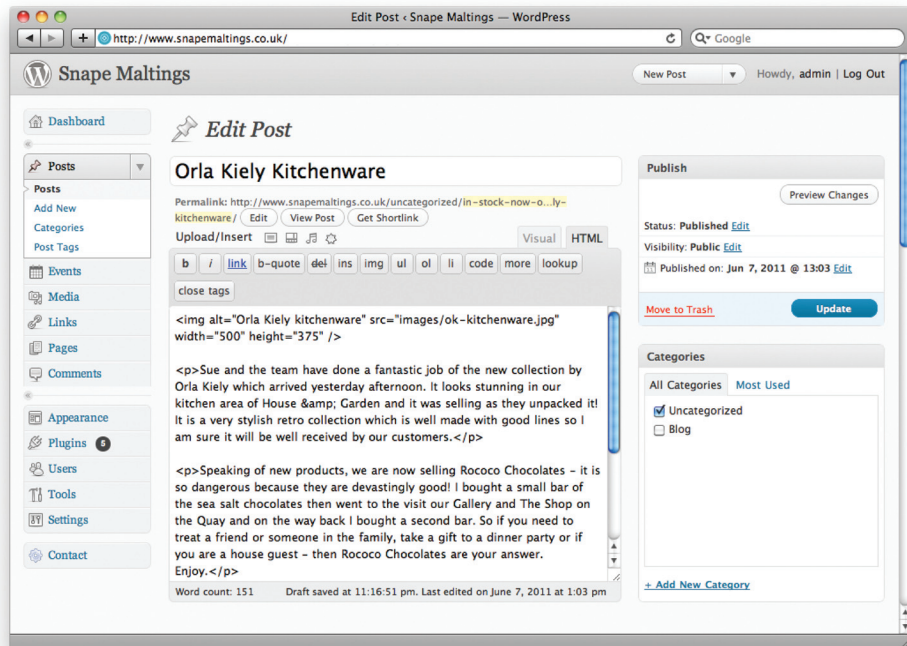 Edit Post ‹ Snape Maltings — WordPress
http://www.snapemaltings.co.uk/
Google
Snape Maltings
New Post
Howdy, admin | Log Out
Dashboard
Posts
Posts
Add New
Categories
Post Tags
Events
Media
Links
Pages
Comments
Appearance
Plugins 5
Users
Tools
Settings
Contact
Edit Post
Orla Kiely Kitchenware
Permalink: http://www.snapemaltings.co.uk/uncategorized/in-stock-now-o...ly-
kitchenware/ Edit View Post Get Shortlink
Upload/Insert
Visual HTML
b i link b-quote del ins img ul ol li code more lookup
close tags
<img alt="Orla Kiely kitchenware" src="images/ok-kitchenware.jpg"
width="500" height="375" />
<p>Sue and the team have done a fantastic job of the new collection by
Orla Kiely which arrived yesterday afternoon. It looks stunning in our
kitchen area of House &amp; Garden and it was selling as they unpacked it!
It is a very stylish retro collection which is well made with good lines so I
am sure it will be well received by our customers.</p>
<p>Speaking of new products, we are now selling Rococo Chocolates – it is
so dangerous because they are devastingly good! I bought a small bar of
the sea salt chocolates then went to the visit our Gallery and The Shop on
the Quay and on the way back I bought a second bar. So if you need to
treat a friend or someone in the family, take a gift to a dinner party or if
you are a house guest – then Rococo Chocolates are your answer.
Enjoy.</p>
Word count: 151
Draft saved at 11:16:51 pm. Last edited on June 7, 2011 at 1:03 pm
Publish
Preview Changes
Status: Published Edit
Visibility: Public Edit
Published on: Jun 7, 2011 @ 13:03 Edit
Move to Trash
Update
Categories
All Categories Most Used
Uncategorized
Blog
+ Add New Category